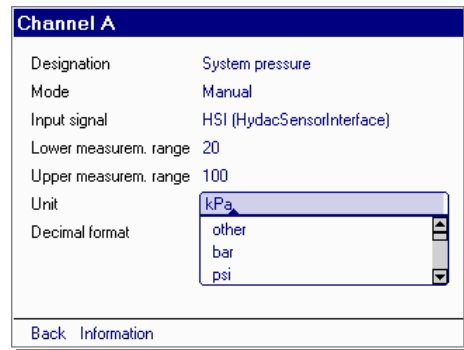 Channel A
Designation System pressure
Mode Manual
Input signal HSI (HydacSensorInterface)
Lower measurem. range 20
Upper measurem. range 100
Unit kPa
Decimal format other
bar
psi
Back Information